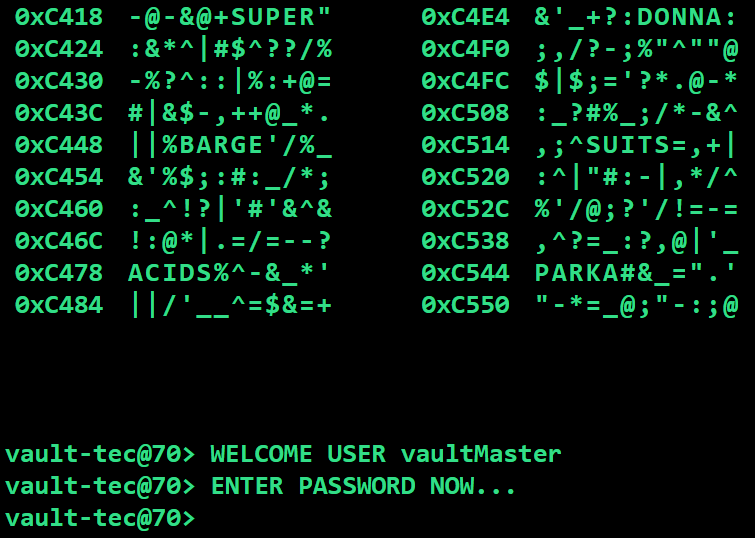 0xC418 -@-&@+SUPER" 0xC4E4 &'_+?:DONNA:
0xC424 :&*^|#$^??/% 0xC4F0 ;,/?-;%"^""@
0xC430 -%?^::|%:+@= 0xC4FC $|$;='?*.@-*
0xC43C #|&$-,++@_*. 0xC508 :_?#%_;/*-&^
0xC448 ||%BARGE'/%_ 0xC514 ,;^SUITS=,+|
0xC454 &'%$;:#:_/*; 0xC520 :^|"#:-|,*/^
0xC460 :_^!?|'#'&^& 0xC52C %'/@;?'/!=-=
0xC46C !:@*|.=/=--? 0xC538 ,^?=_:?,@|'_
0xC478 ACIDS%^-&_*' 0xC544 PARKA#&_=".'
0xC484 ||/'__^=$&=+ 0xC550 "-*=_@;"-:;@
vault-tec@70> WELCOME USER vaultMaster
vault-tec@70> ENTER PASSWORD NOW...
vault-tec@70>